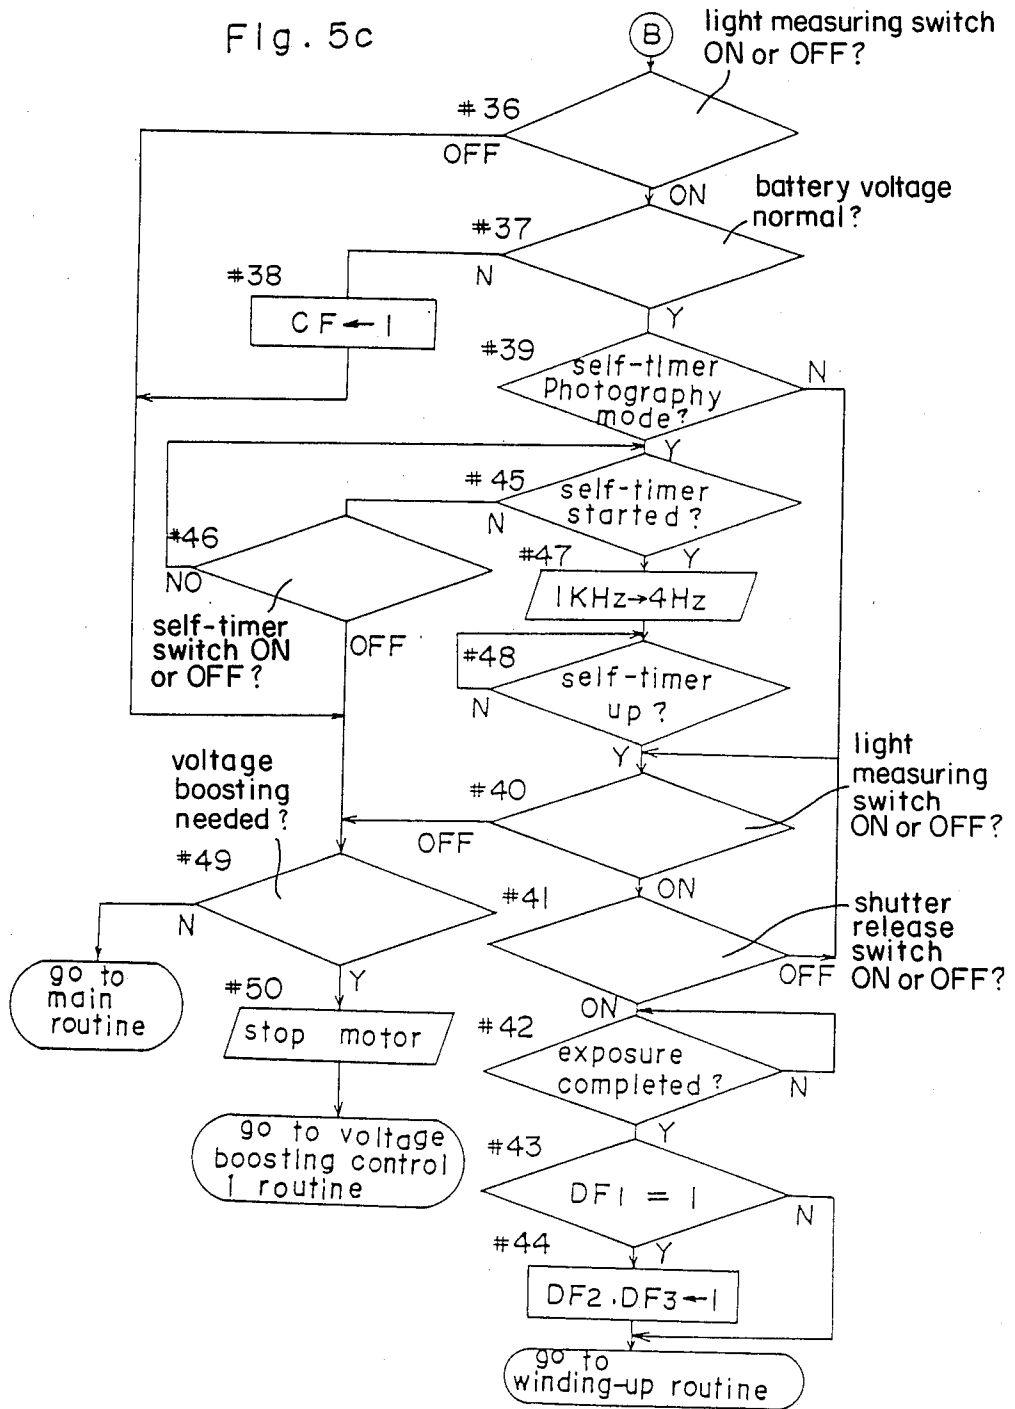 Fig. 5c
B
light measuring switch
ON or OFF?
#36
OFF
ON
battery voltage
normal?
#37
N
Y
#38
CF←1
#39
self-timer
Photography
mode?
N
Y
#45
self-timer
started?
N
Y
#46
NO
self-timer
switch ON
or OFF?
OFF
#47
1KHz→4Hz
#48
self-timer
up?
N
Y
light
measuring
switch
ON or OFF?
#40
OFF
ON
voltage
boosting
needed?
#49
N
Y
go to
main
routine
#50
stop motor
go to voltage
boosting control
1 routine
#41
shutter
release
switch
ON or OFF?
OFF
ON
#42
exposure
completed?
N
Y
#43
DF1 = 1
N
Y
#44
DF2.DF3←1
go to
winding-up routine